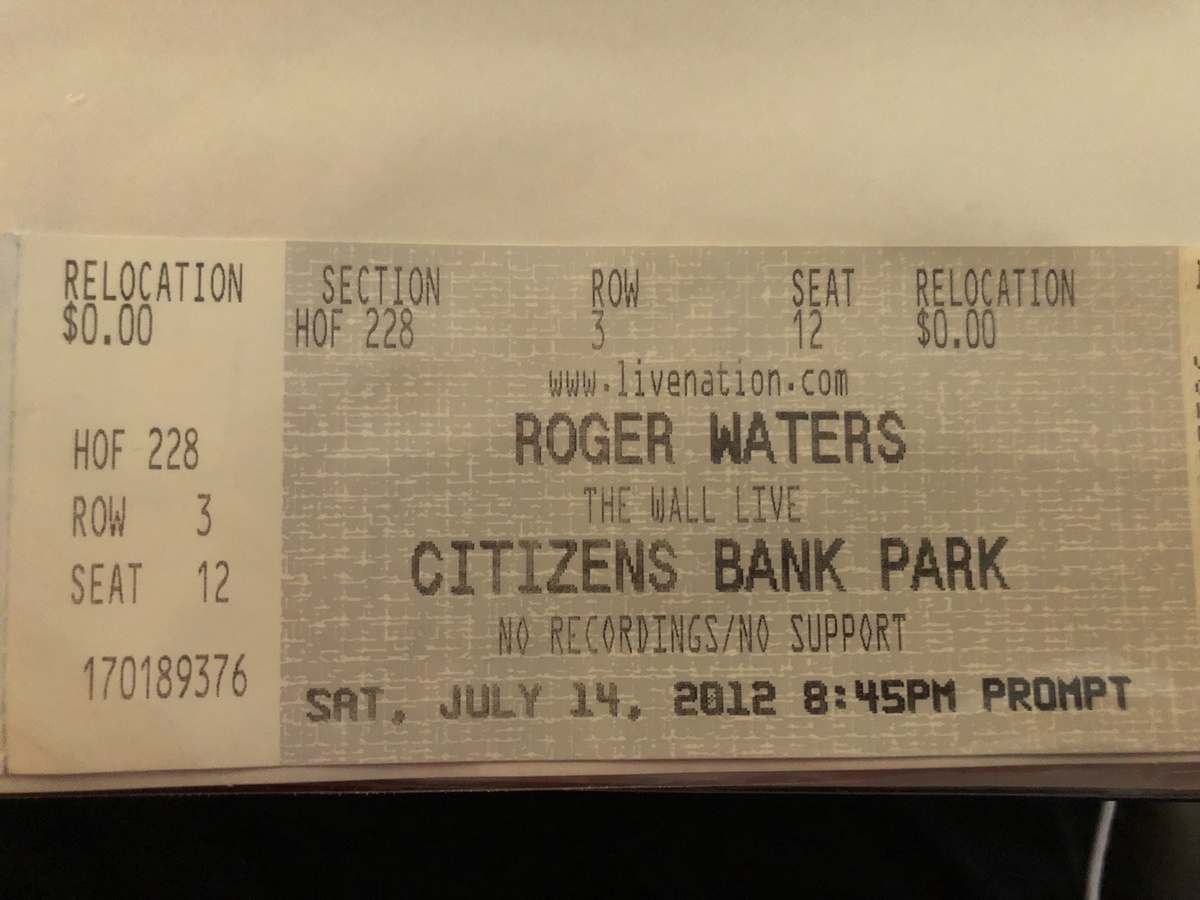 RELOCATION
$0.00
HOF 228
ROW 3
SEAT 12
170189376
SECTION ROW SEAT RELOCATION
HOF 228 3 12 $0.00
www.livenation.com
ROGER WATERS
THE WALL LIVE
CITIZENS BANK PARK
NO RECORDINGS/NO SUPPORT
SAT, JULY 14, 2012 8:45PM PROMPT